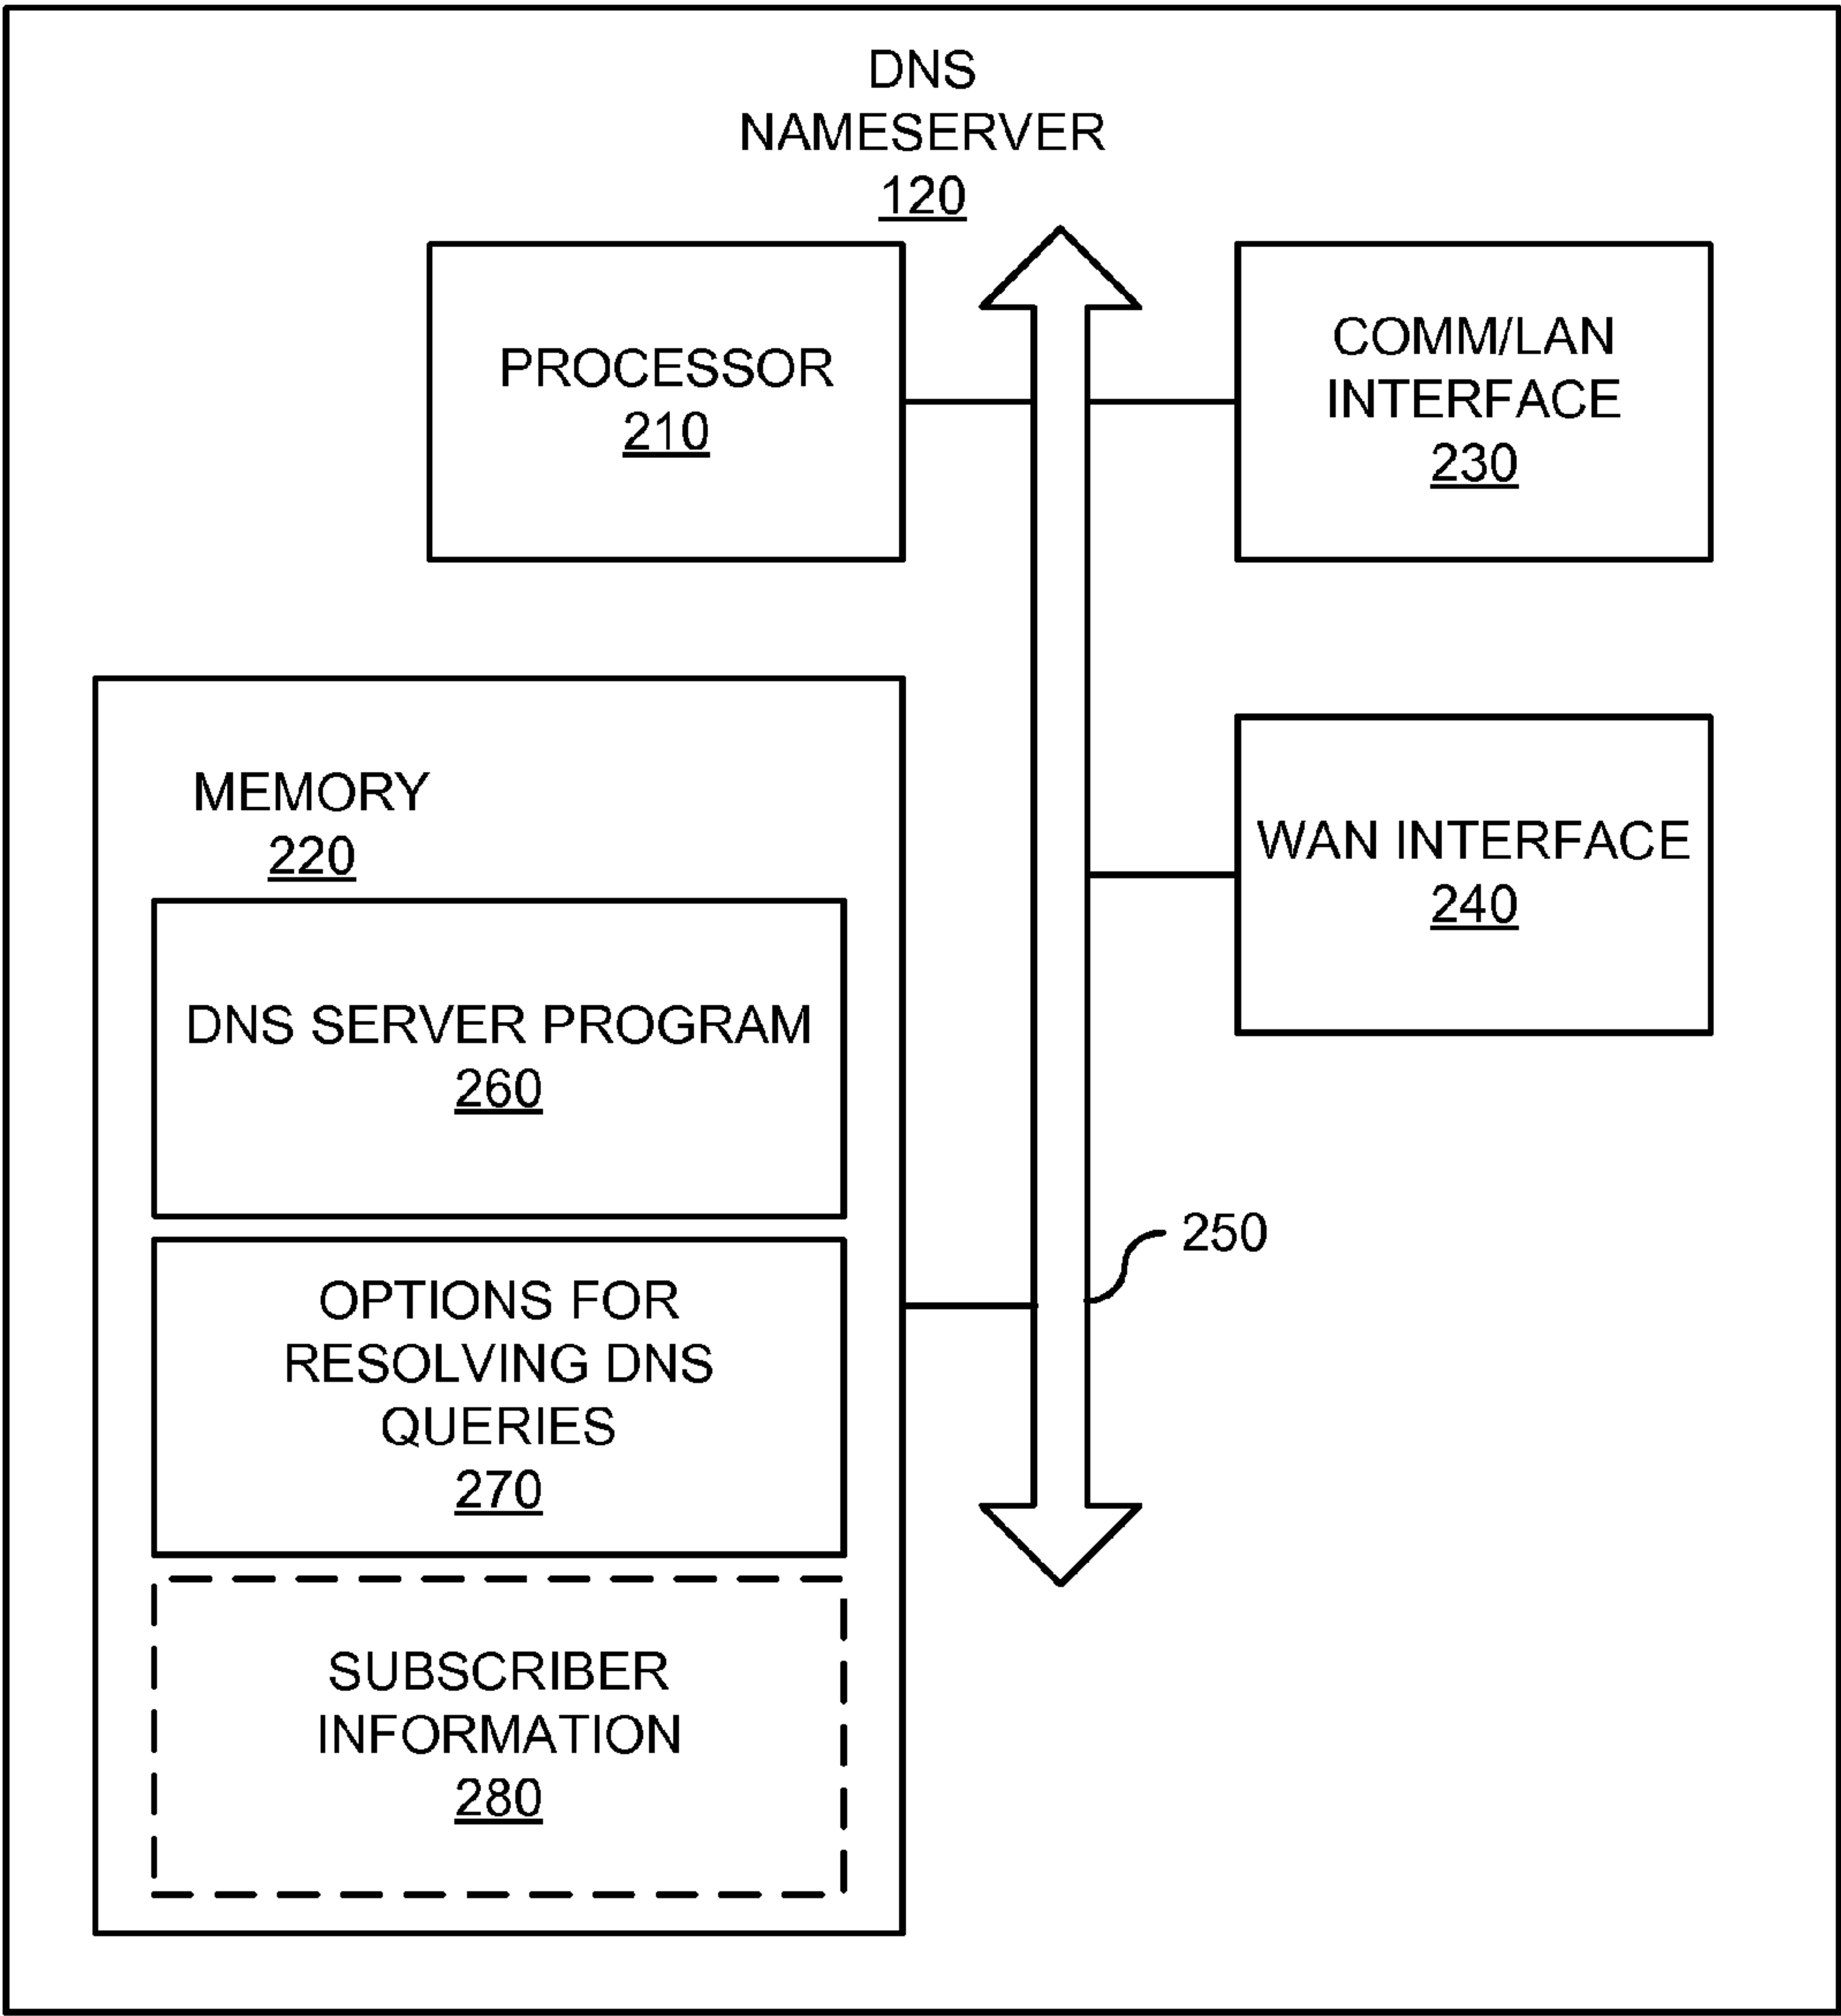 DNS
NAMESERVER
120
PROCESSOR
210
COMM/LAN
INTERFACE
230
MEMORY
220
WAN INTERFACE
240
DNS SERVER PROGRAM
260
250
OPTIONS FOR
RESOLVING DNS
QUERIES
270
SUBSCRIBER
INFORMATION
280